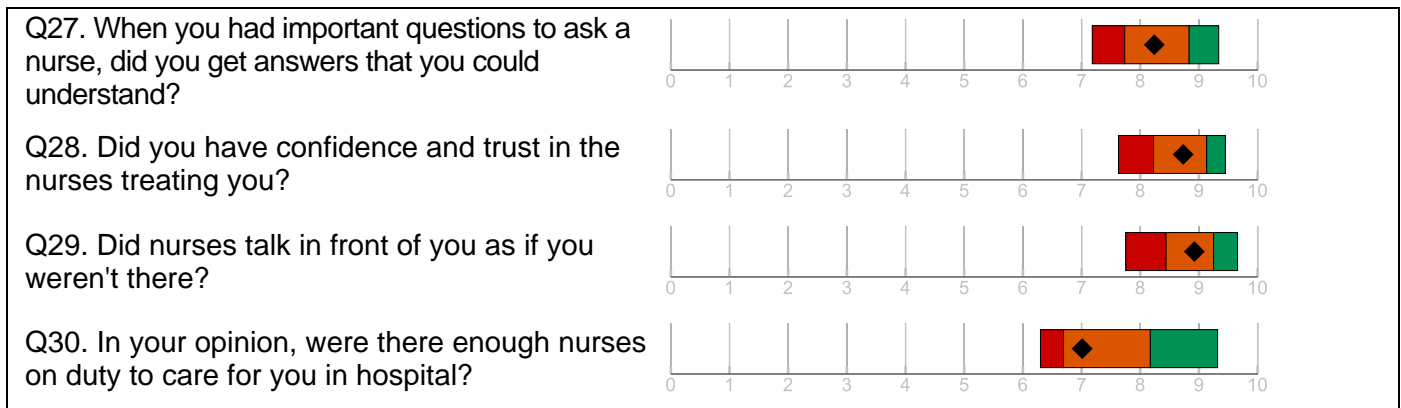 Q27. When you had important questions to ask a
nurse, did you get answers that you could
understand?
0 1 2 3 4 5 6 7 8 9 10
Q28. Did you have confidence and trust in the
nurses treating you?
0 1 2 3 4 5 6 7 8 9 10
Q29. Did nurses talk in front of you as if you
weren't there?
0 1 2 3 4 5 6 7 8 9 10
Q30. In your opinion, were there enough nurses
on duty to care for you in hospital?
0 1 2 3 4 5 6 7 8 9 10